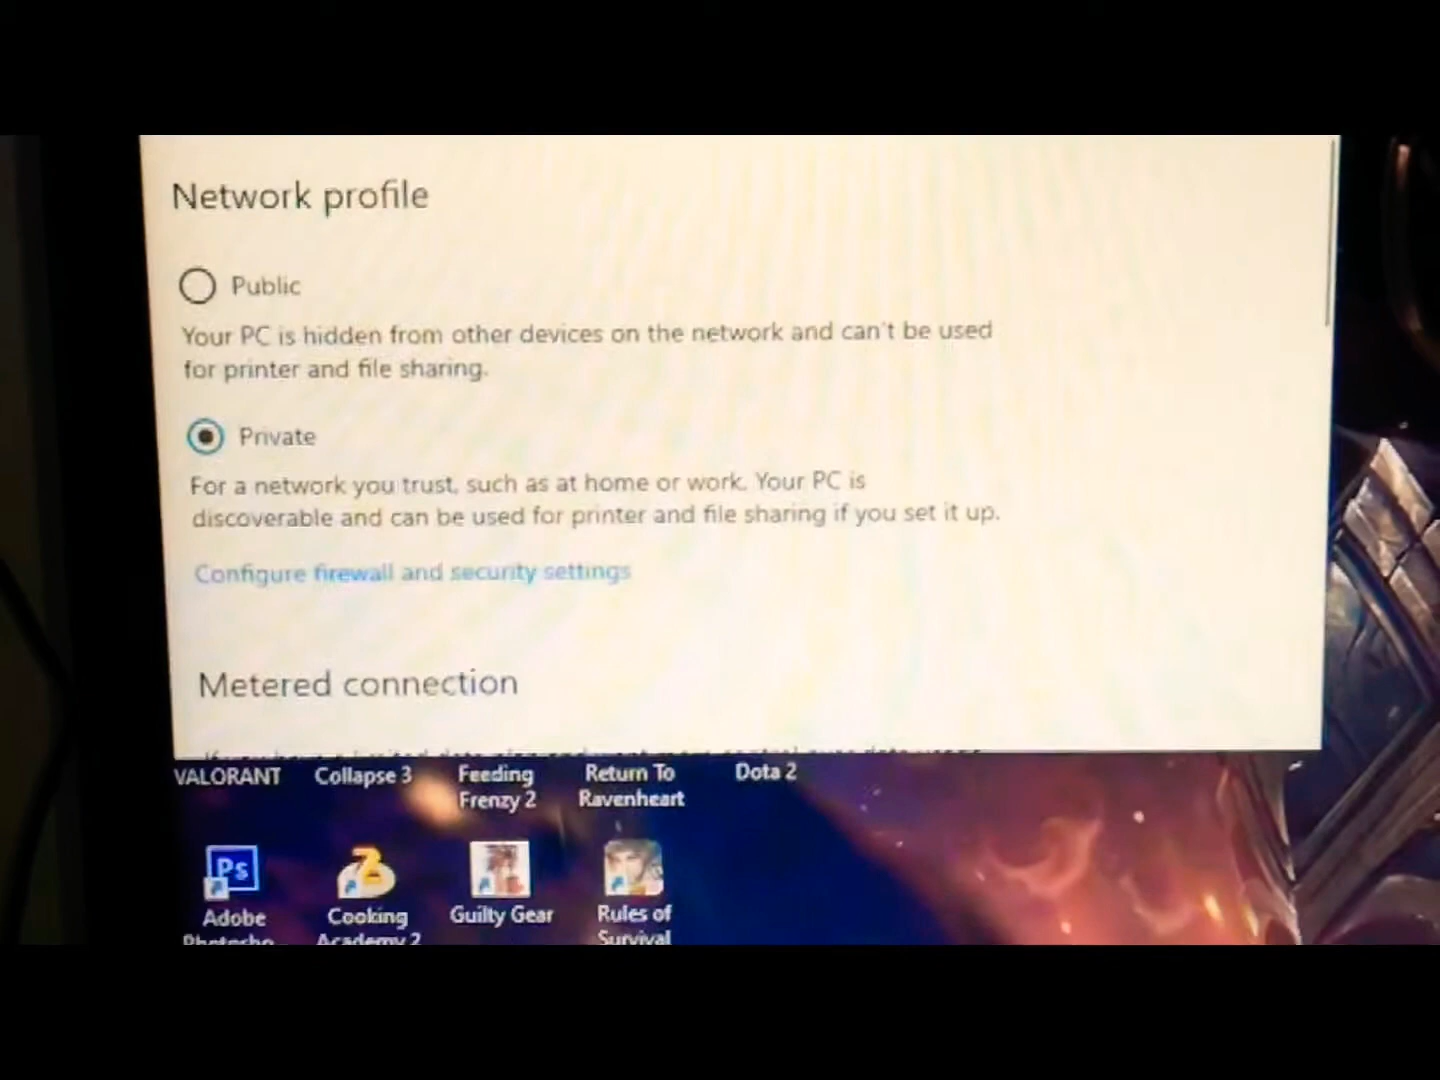 Network profile
Public
Your PC is hidden from other devices on the network and can't be used
for printer and file sharing.
Private
For a network you trust, such as at home or work. Your PC is
discoverable and can be used for printer and file sharing if you set it up.
Configure firewall and security settings
Metered connection
VALORANT
Collapse 3
Feeding
Frenzy 2
Return To
Ravenheart
Dota 2
Ps
Adobe
Photosho...
Cooking
Academy 2
Guilty Gear
Rules of
Survival